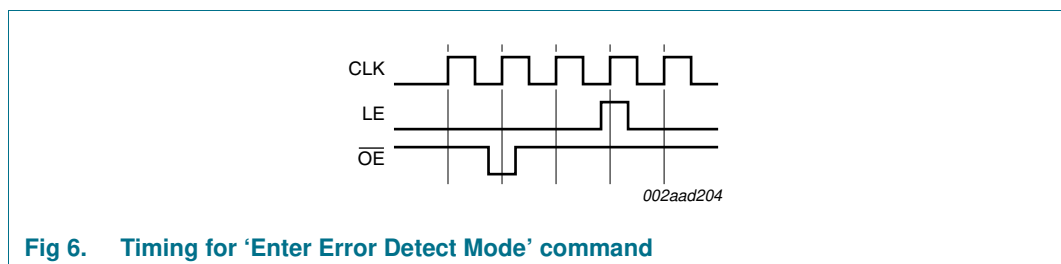 CLK
LE
OE
002aad204
Fig 6. Timing for ‘Enter Error Detect Mode’ command